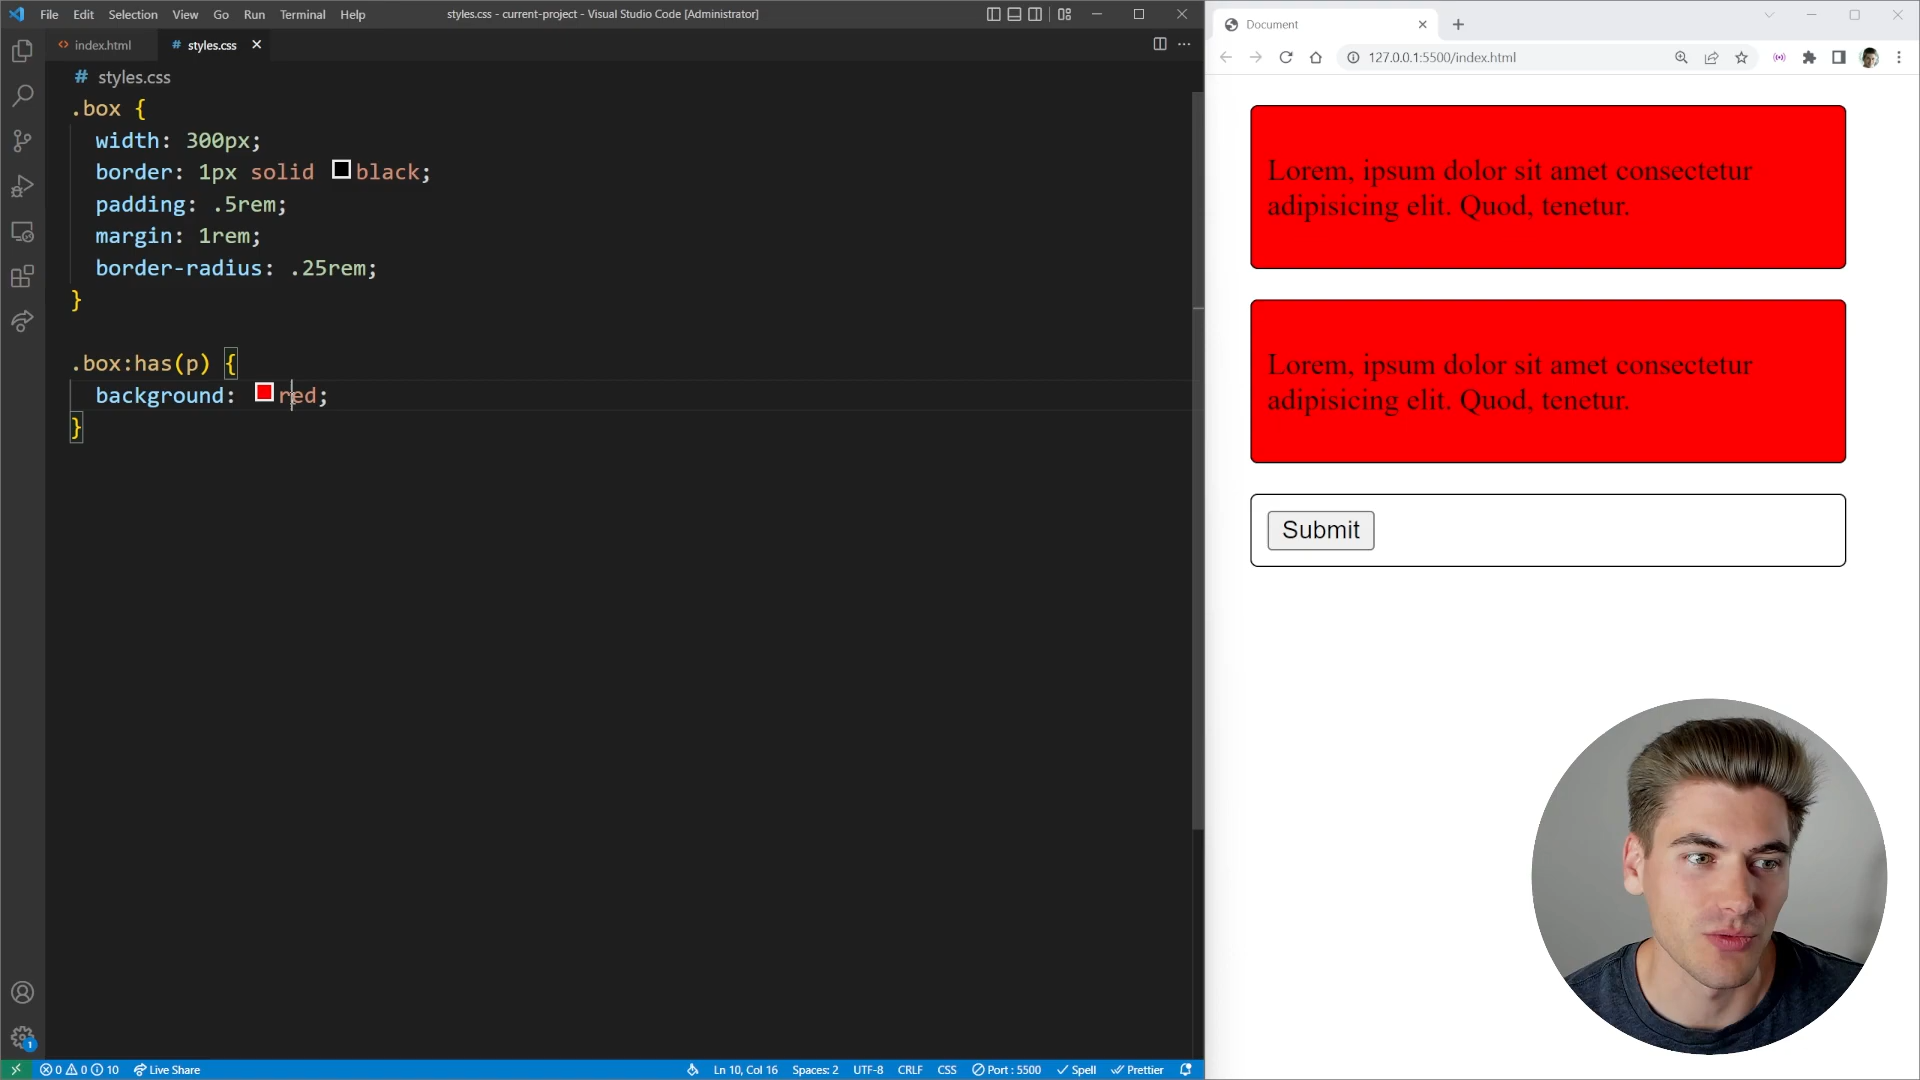 File Edit Selection View Go Run Terminal Help
styles.css - current-project - Visual Studio Code [Administrator]
index.html
# styles.css
# styles.css
.box {
width: 300px;
border: 1px solid black;
padding: .5rem;
margin: 1rem;
border-radius: .25rem;
}
.box:has(p) {
background: red;
}
1
0 0 10 Live Share
Ln 10, Col 16 Spaces: 2 UTF-8 CRLF CSS Port : 5500 Spell Prettier
Document
127.0.0.1:5500/index.html
Lorem, ipsum dolor sit amet consectetur
adipisicing elit. Quod, tenetur.
Lorem, ipsum dolor sit amet consectetur
adipisicing elit. Quod, tenetur.
Submit